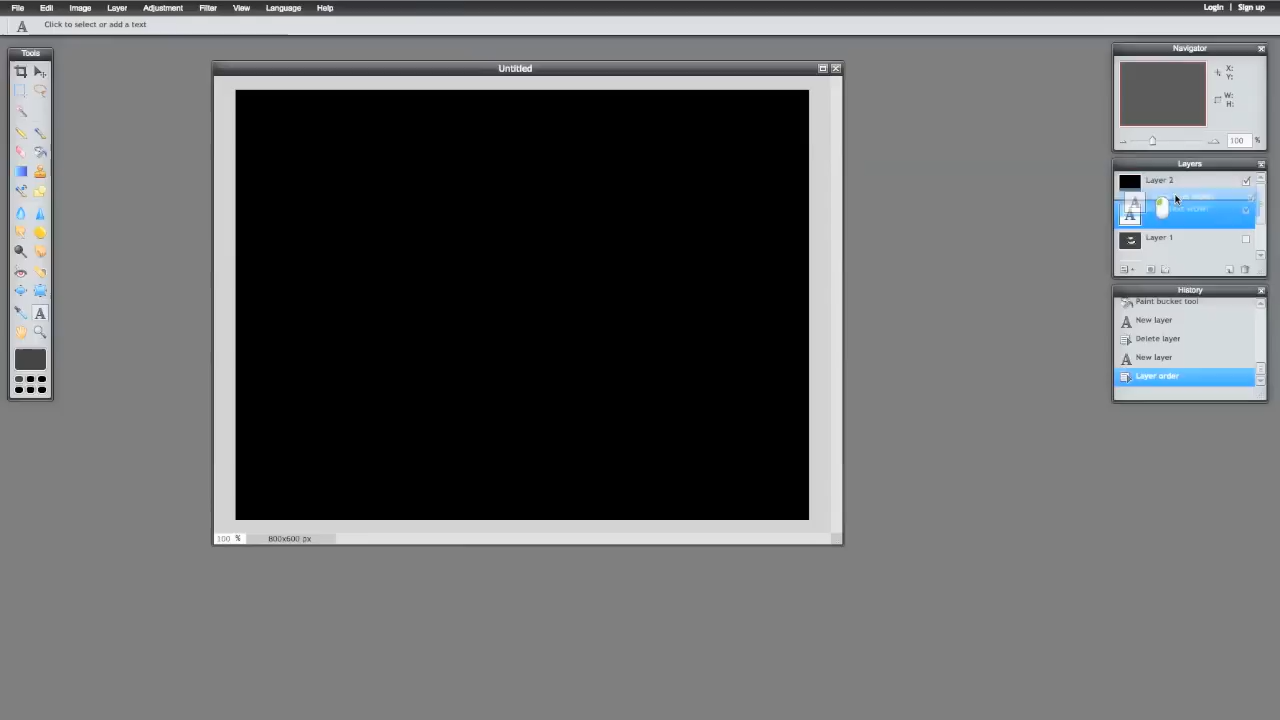 File Edit Image Layer Adjustment Filter View Language Help Login | Sign up
A Click to select or add a text
Tools
Untitled
100 % 800x600 px
Navigator
X:
Y:
W:
H:
100 %
Layers
Layer 2
Layer 1
History
Paint bucket tool
New layer
Delete layer
New layer
Layer order